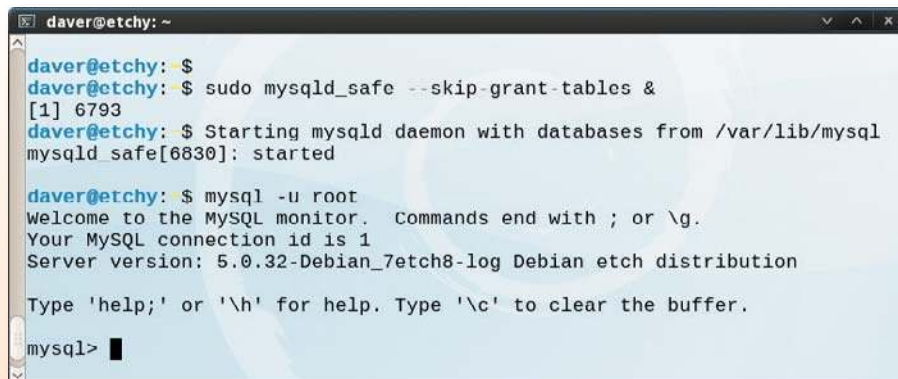 daver@etchy: ~
daver@etchy:~$
daver@etchy:~$ sudo mysqld_safe --skip-grant-tables &
[1] 6793
daver@etchy:~$ Starting mysqld daemon with databases from /var/lib/mysql
mysqld_safe[6830]: started
daver@etchy:~$ mysql -u root
Welcome to the MySQL monitor.  Commands end with ; or \g.
Your MySQL connection id is 1
Server version: 5.0.32-Debian_7etch8-log Debian etch distribution
Type 'help;' or '\h' for help. Type '\c' to clear the buffer.
mysql>